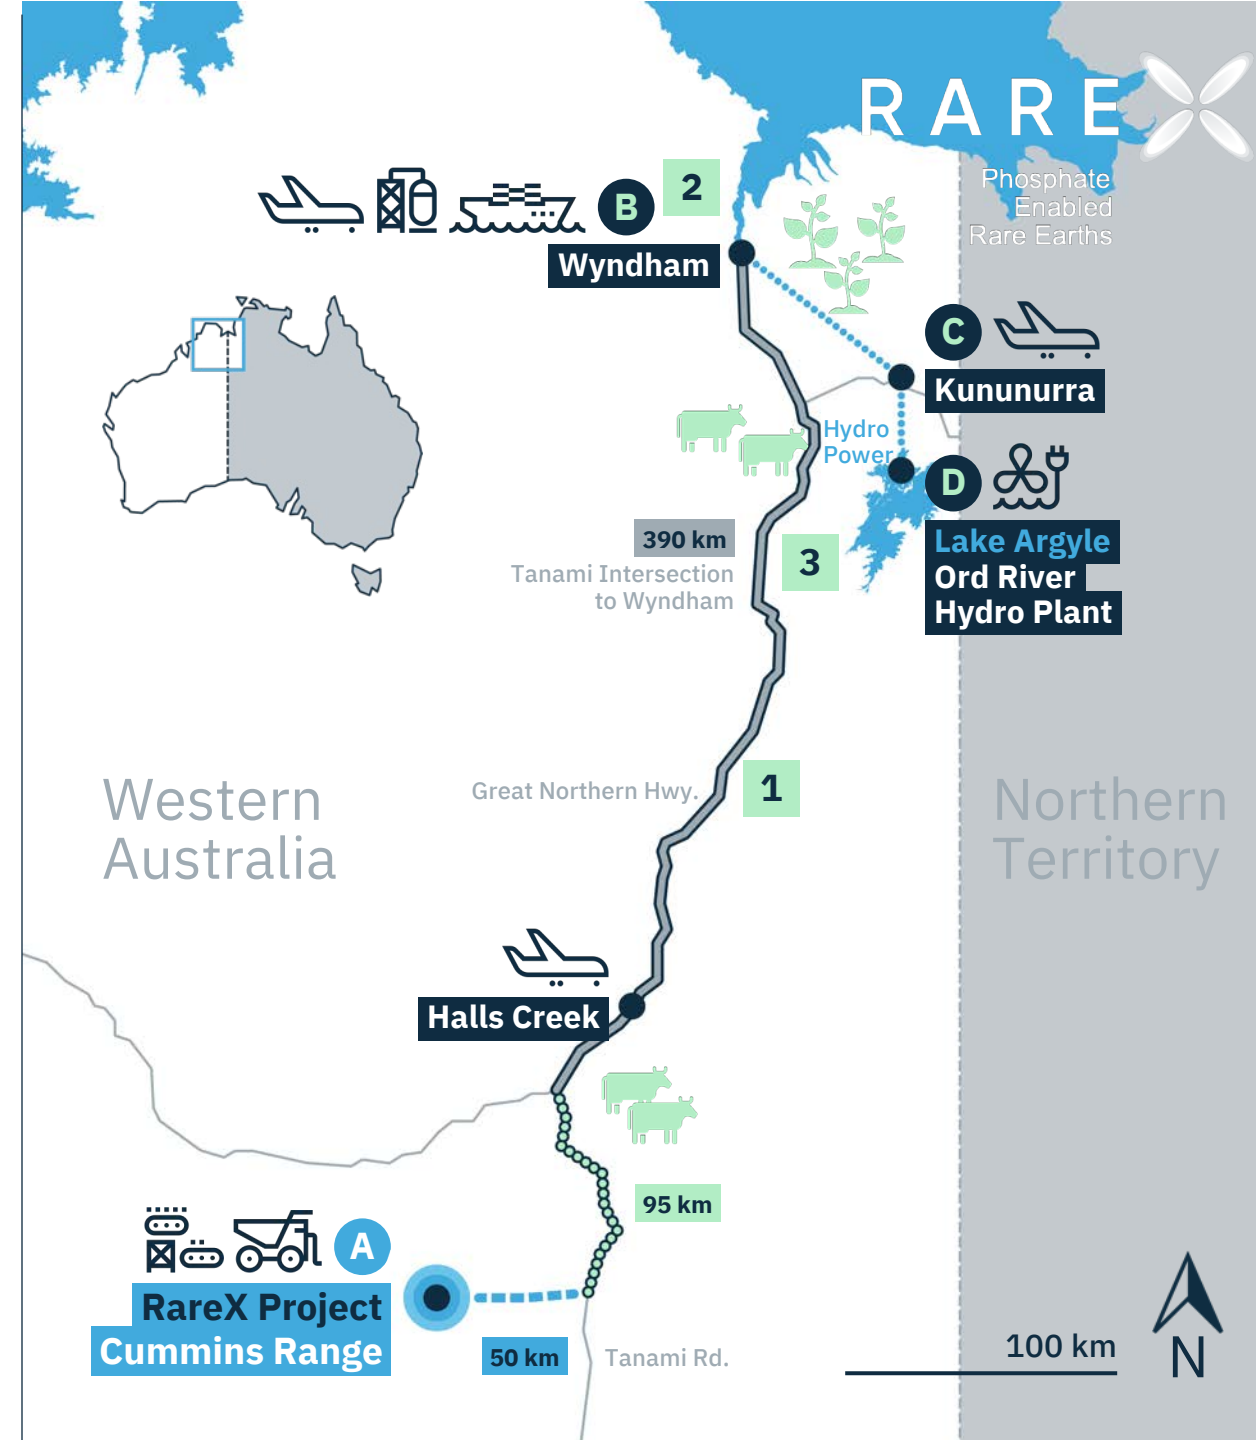 RARE
Phosphate
Enabled
Rare Earths
B
2
Wyndham
C
Kununurra
Hydro
Power
D
Lake Argyle
Ord River
Hydro Plant
390 km
Tanami Intersection
to Wyndham
3
Western
Australia
Great Northern Hwy.
1
Northern
Territory
Halls Creek
95 km
A
RareX Project
Cummins Range
50 km
Tanami Rd.
100 km
N